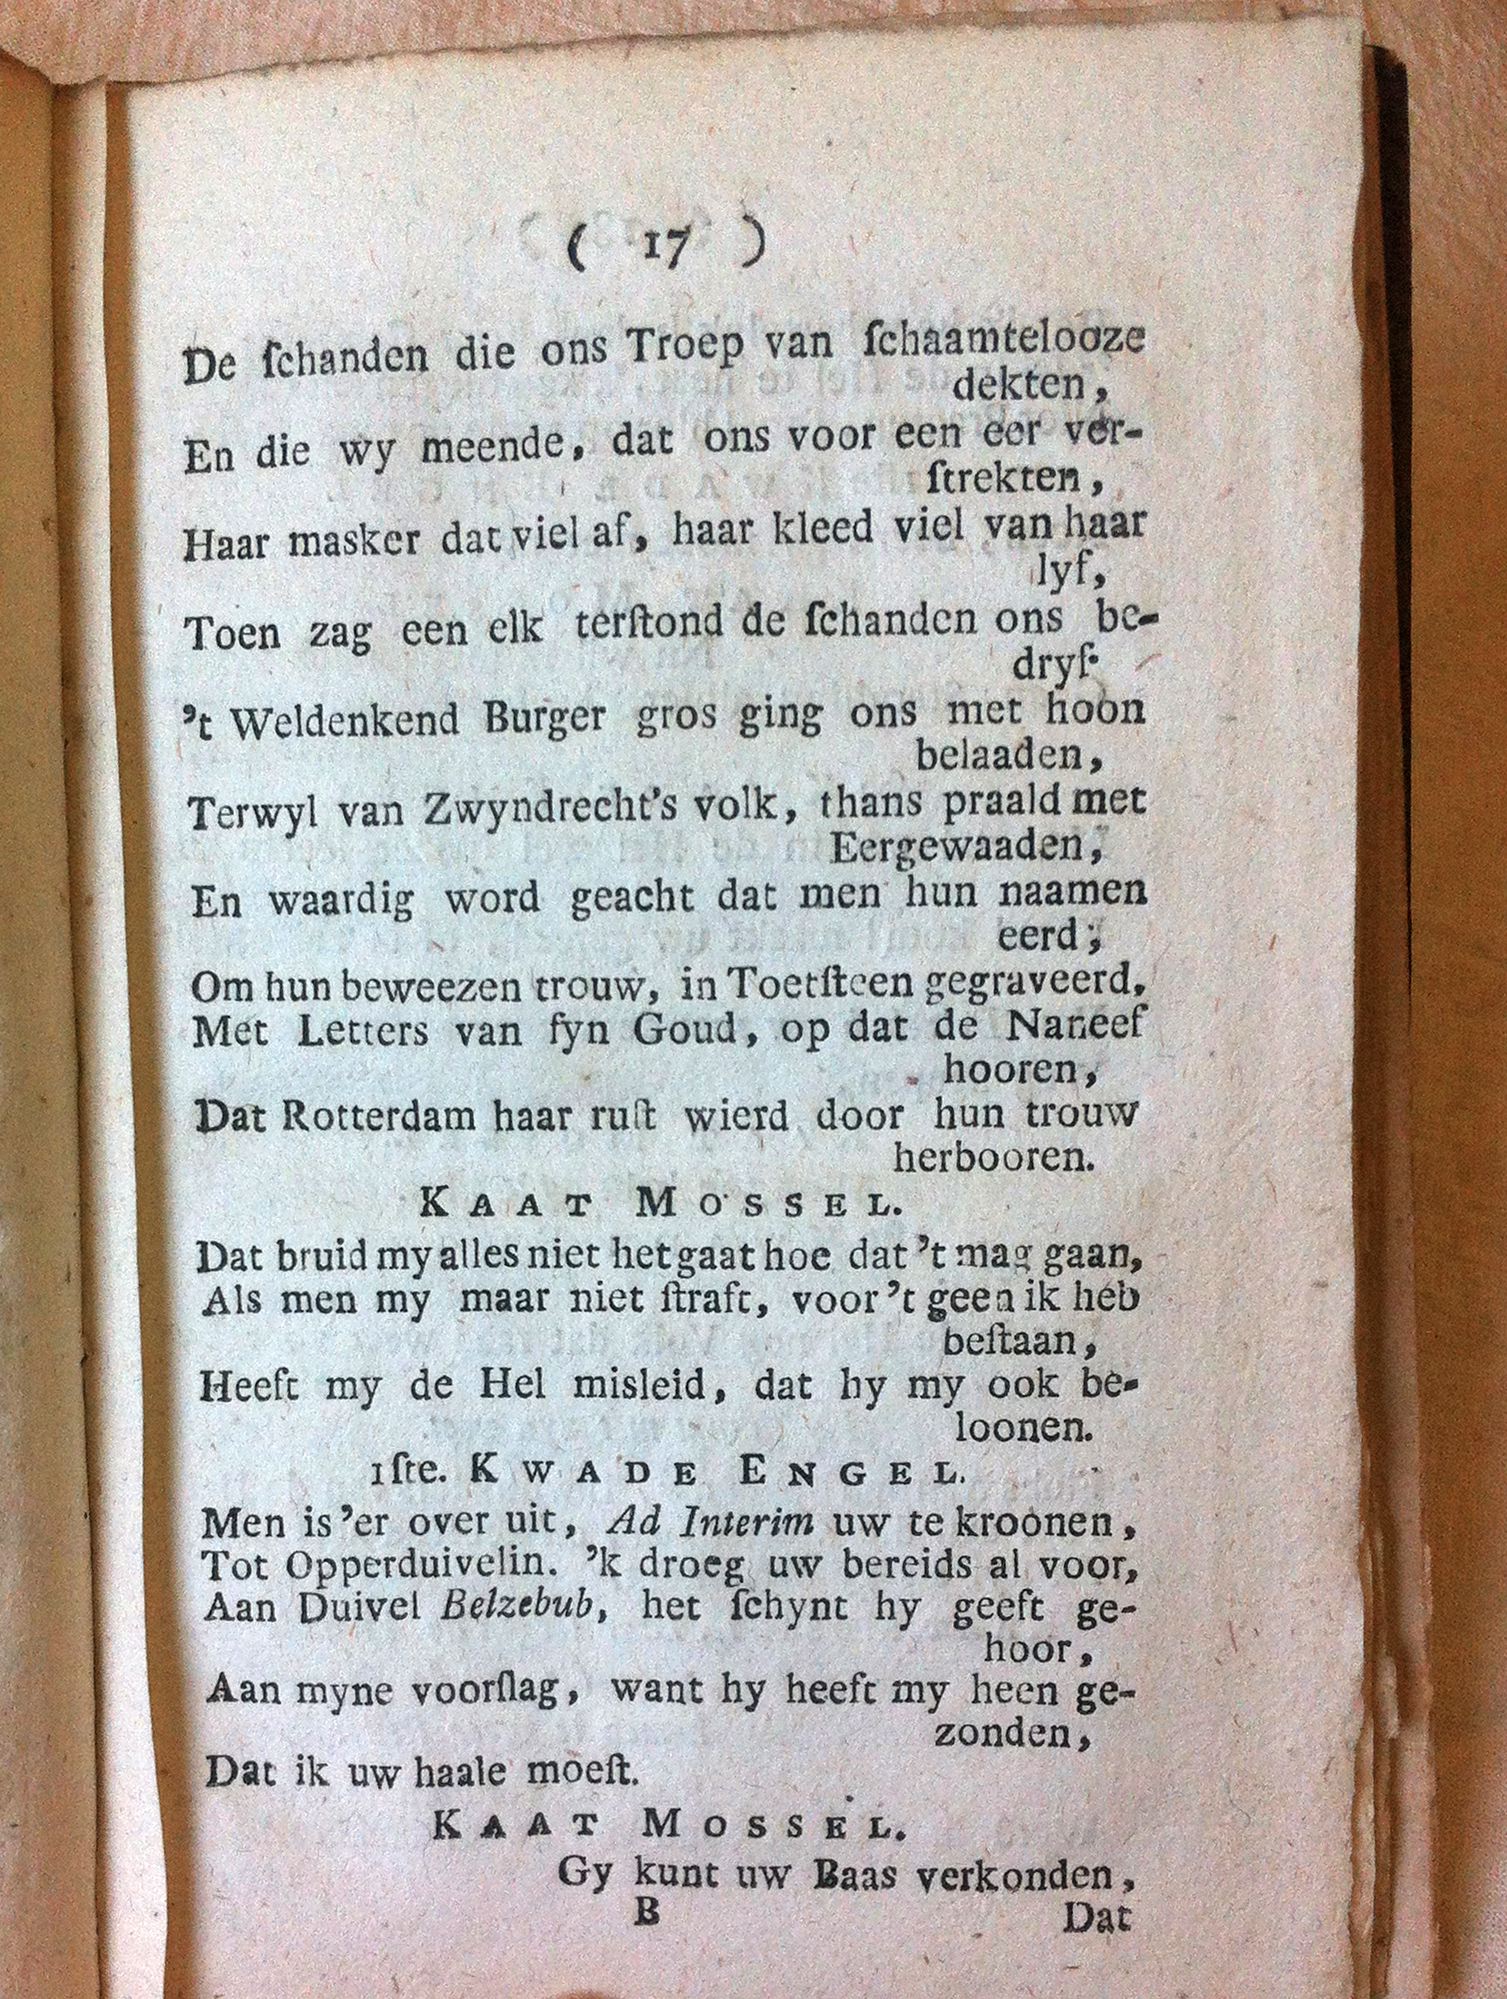 ( 17 )
De ſchanden die ons Troep van ſchaamtelooze
dekten,
En die wy meende, dat ons voor een eer ver-
ſtrekten,
Haar masker dat viel af, haar kleed viel van haar
lyf,
Toen zag een elk terſtond de ſchanden ons be-
dryf.
't Weldenkend Burger gros ging ons met hoon
belaaden,
Terwyl van Zwyndrecht's volk, thans praald met
Eergewaaden,
En waardig word geacht dat men hun naamen
eerd;
Om hun beweezen trouw, in Toetſteen gegraveerd,
Met Letters van fyn Goud, op dat de Naneef
hooren,
Dat Rotterdam haar ruſt wierd door hun trouw
herbooren.
KAAT MOSSEL.
Dat bruid my alles niet het gaat hoe dat 't mag gaan,
Als men my maar niet ſtraft, voor 't geen ik heb
beſtaan,
Heeft my de Hel misleid, dat hy my ook be-
loonen.
1ſte. KWADE ENGEL.
Men is 'er over uit, Ad Interim uw te kroonen,
Tot Opperduivelin. 'k droeg uw bereids al voor,
Aan Duivel Belzebub, het ſchynt hy geeft ge-
hoor,
Aan myne voorſlag, want hy heeft my heen ge-
zonden,
Dat ik uw haale moeſt.
KAAT MOSSEL.
Gy kunt uw Baas verkonden,
B Dat